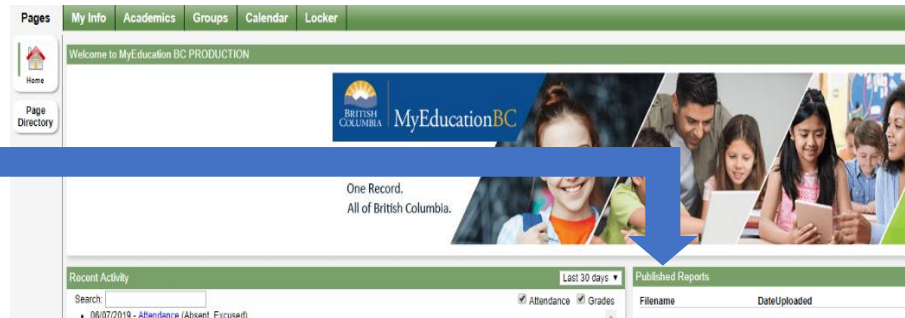 Pages My Info Academics Groups Calendar Locker
Welcome to MyEducation BC PRODUCTION
Home
Page
Directory
BRITISH
COLUMBIA
MyEducationBC
One Record.
All of British Columbia.
Recent Activity Last 30 days Published Reports
Search: Attendance Grades Filename DateUploaded
06/07/2019 - Attendance (Absent, Excused)